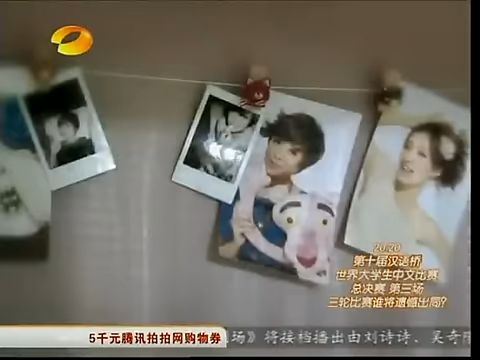 20:20
第十届汉语桥
世界大学生中文比赛
总决赛 第三场
三轮比赛谁将遗憾出局?
5千元腾讯拍拍网购物券
场》将接档播出由刘诗诗、吴奇隆